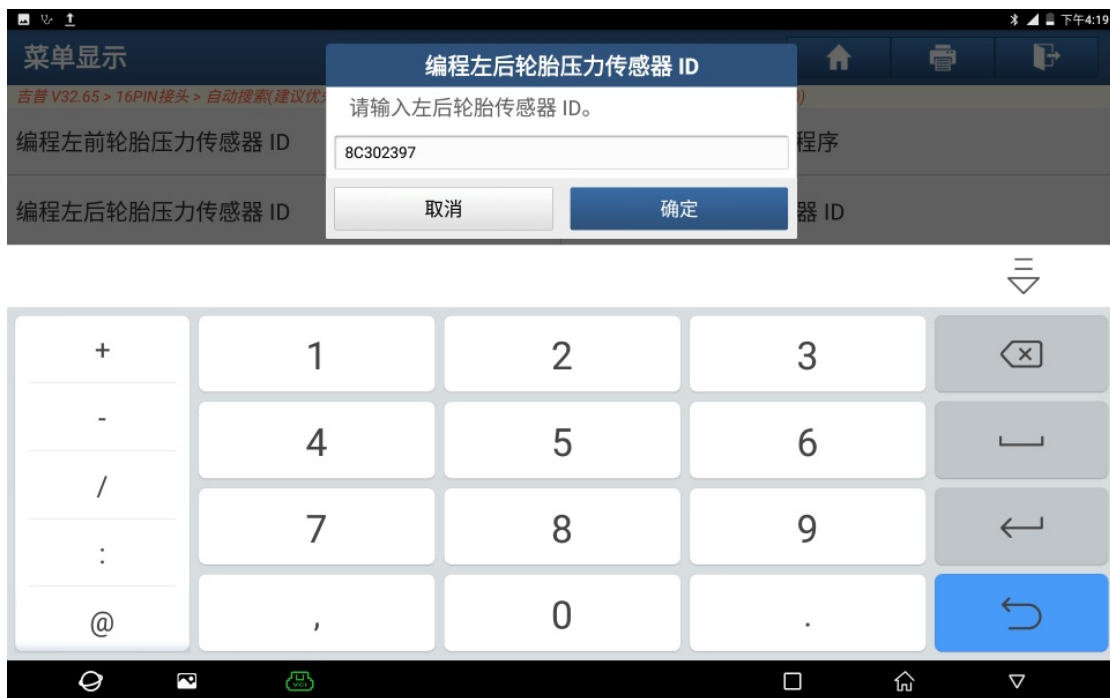 下午4:19
菜单显示
编程左后轮胎压力传感器 ID
吉普 V32.65 > 16PIN接头 > 自动搜索(建议优
请输入左后轮胎传感器 ID。
编程左前轮胎压力传感器 ID
程序
8C302397
编程左后轮胎压力传感器 ID
器 ID
取消
确定
+
1
2
3
-
4
5
6
/
7
8
9
:
@
,
0
.
VCI